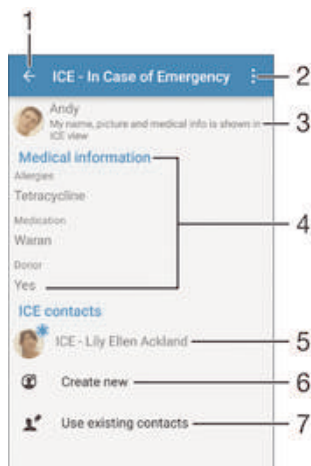 1
ICE - In Case of Emergency
2
Andy
My name, picture and medical info is shown in
ICE view
3
Medical information
Allergies
Tetracycline
Medication
Waran
Donor
Yes
4
ICE contacts
ICE - Lily Ellen Ackland
5
Create new
6
Use existing contacts
7